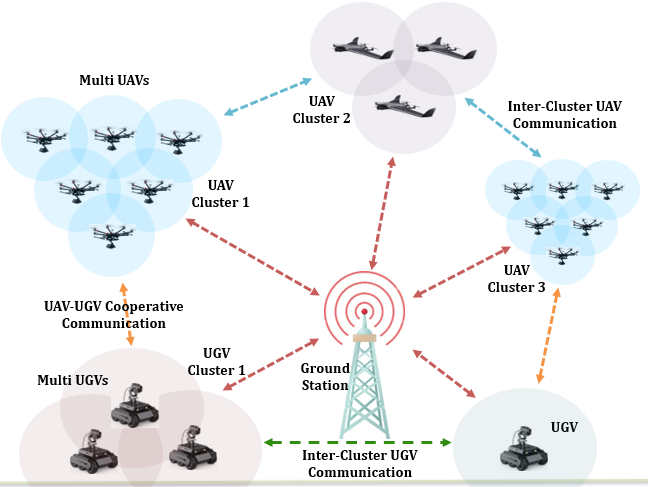 Multi UAVs
UAV
Cluster 2
Inter-Cluster UAV
Communication
UAV
Cluster 1
UAV
Cluster 3
UAV-UGV Cooperative
Communication
UGV
Cluster 1
Ground
Station
Multi UGVs
UGV
Inter-Cluster UGV
Communication